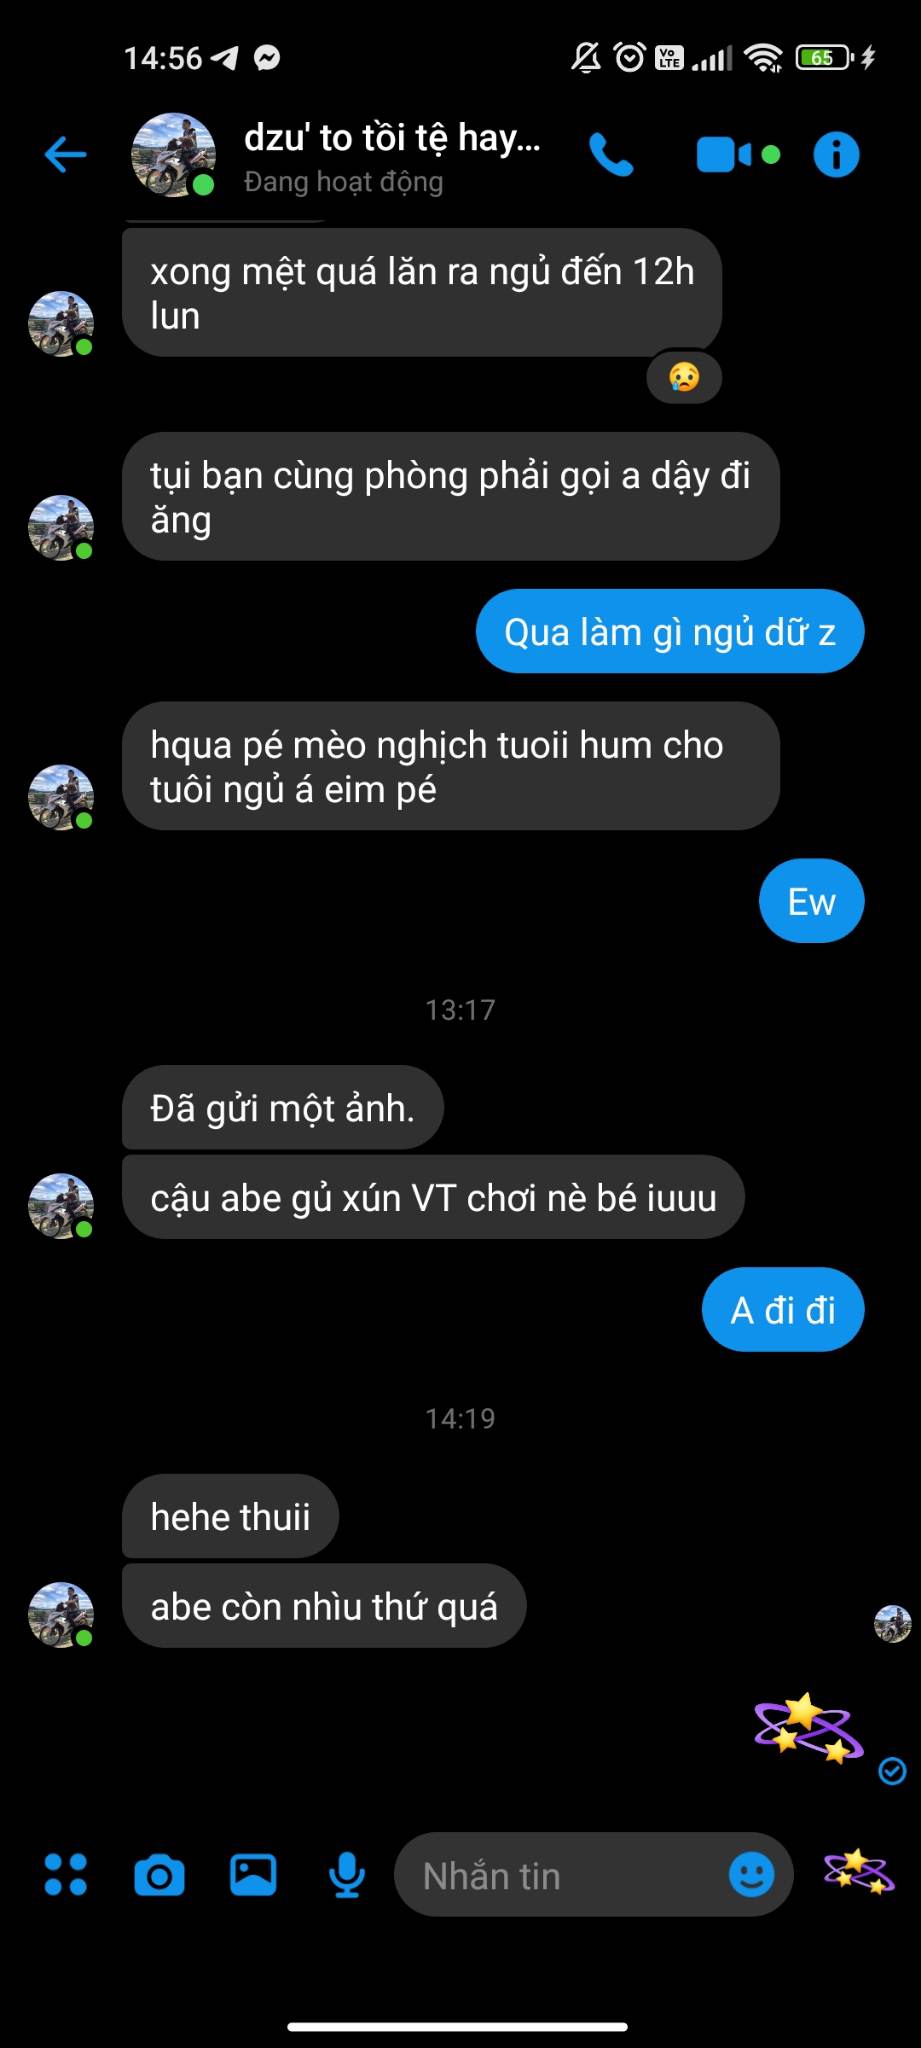 14:56
Vo LTE
65
dzu' to tồi tệ hay...
Đang hoạt động
xong mệt quá lăn ra ngủ đến 12h
lun
tụi bạn cùng phòng phải gọi a dậy đi
ăng
Qua làm gì ngủ dữ z
hqua pé mèo nghịch tuoii hum cho
tuôi ngủ á eim pé
Ew
13:17
Đã gửi một ảnh.
cậu abe gủ xún VT chơi nè bé iuuu
A đi đi
14:19
hehe thuii
abe còn nhìu thứ quá
Nhắn tin